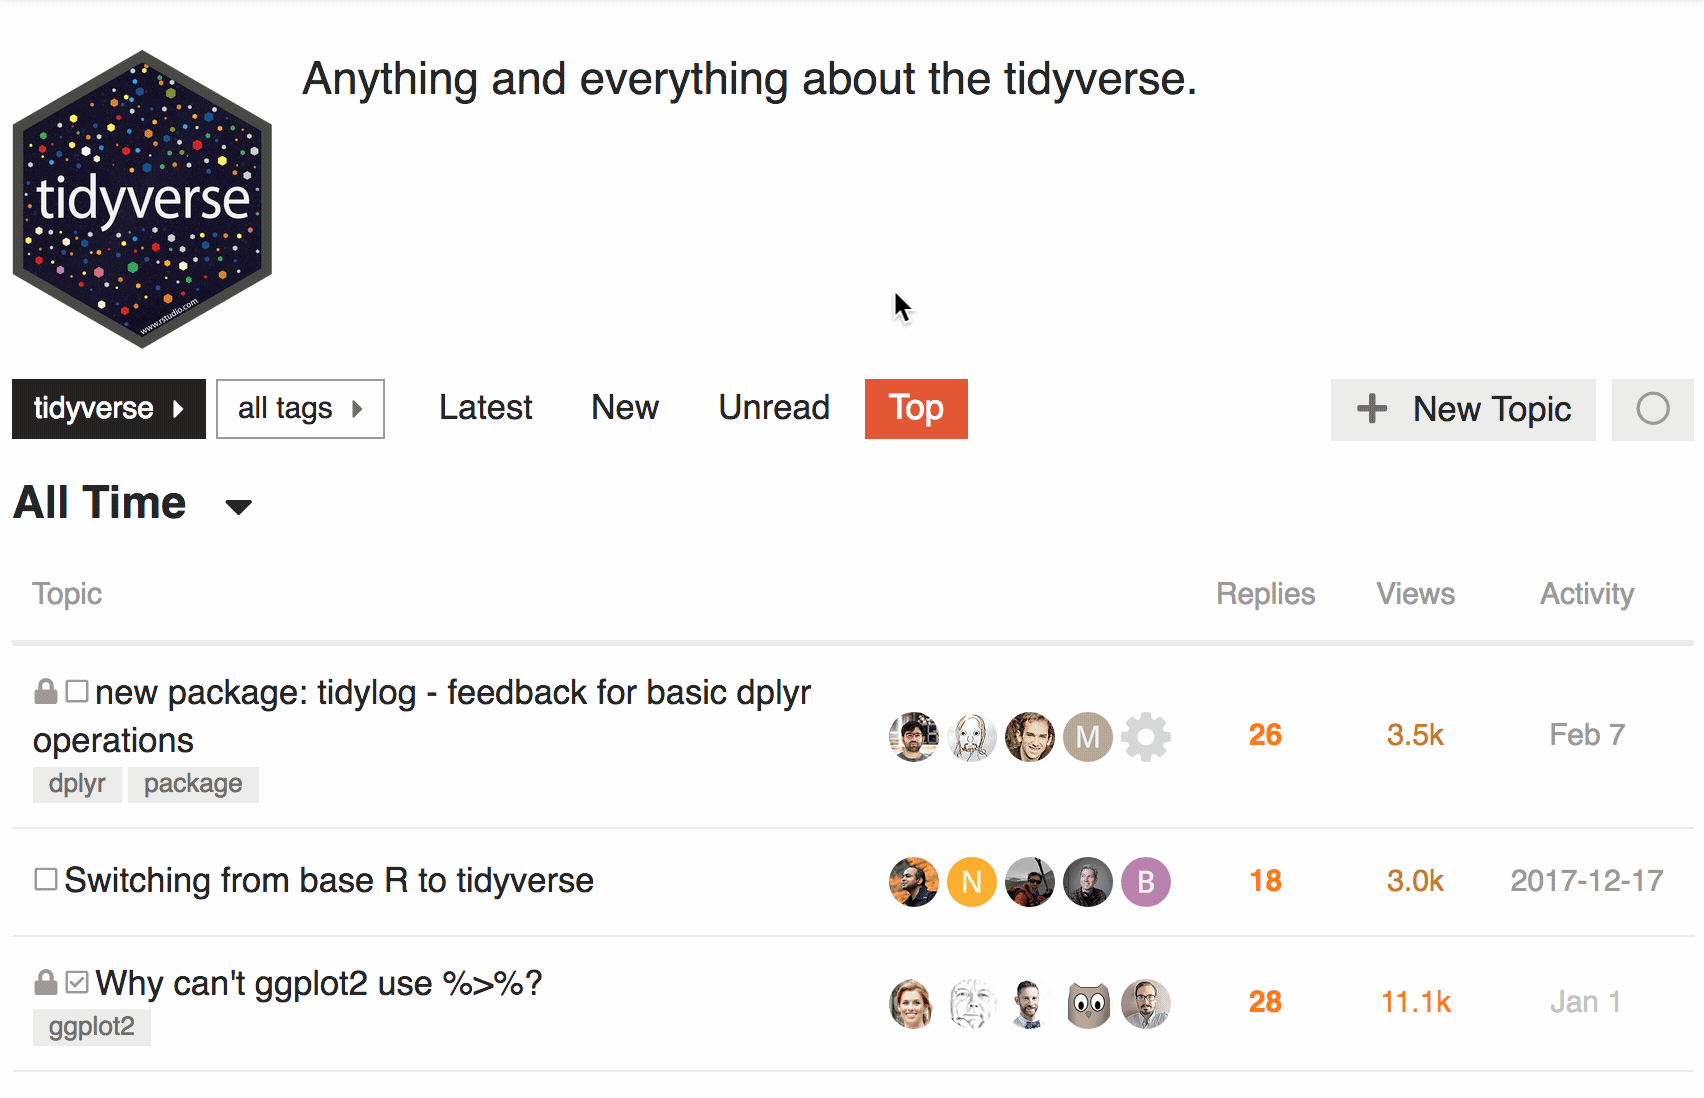 Anything and everything about the tidyverse.
tidyverse
www.rstudio.com
tidyverse
all tags
Latest
New
Unread
Top
New Topic
All Time
Topic
Replies
Views
Activity
new package: tidylog - feedback for basic dplyr
operations
M
26
3.5k
Feb 7
dplyr
package
Switching from base R to tidyverse
N
B
18
3.0k
2017-12-17
Why can't ggplot2 use %>%?
28
11.1k
Jan 1
ggplot2